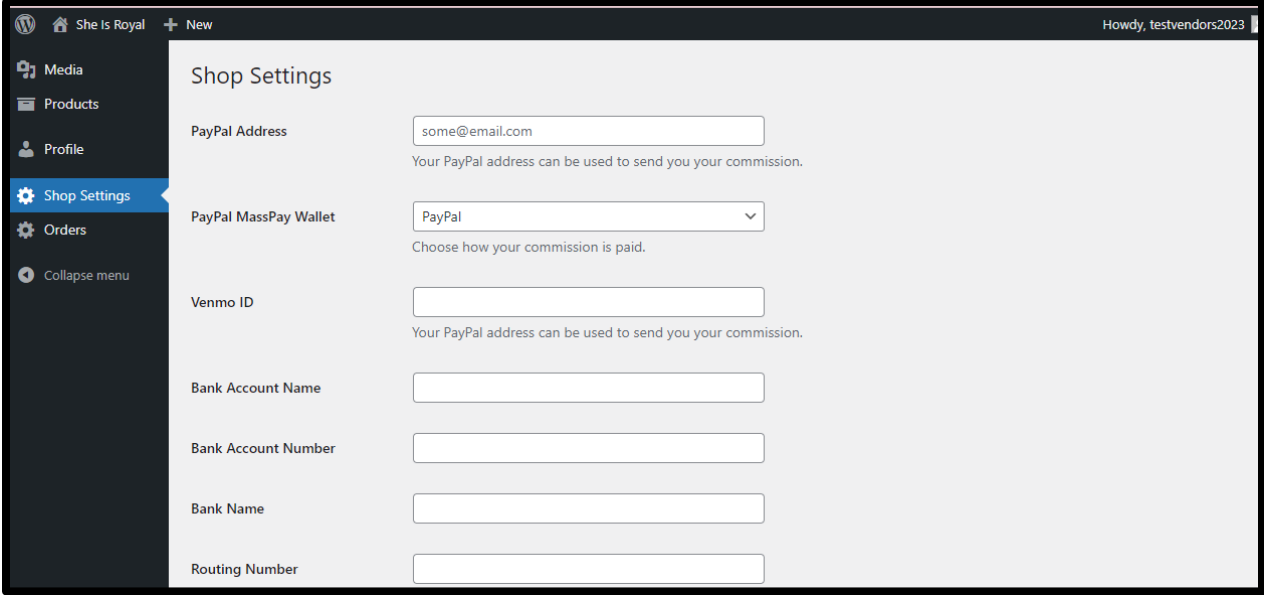 She Is Royal New Howdy, testvendors2023
Media
Products
Profile
Shop Settings
Orders
Collapse menu
Shop Settings
PayPal Address
some@email.com
Your PayPal address can be used to send you your commission.
PayPal MassPay Wallet
PayPal
Choose how your commission is paid.
Venmo ID
Your PayPal address can be used to send you your commission.
Bank Account Name
Bank Account Number
Bank Name
Routing Number